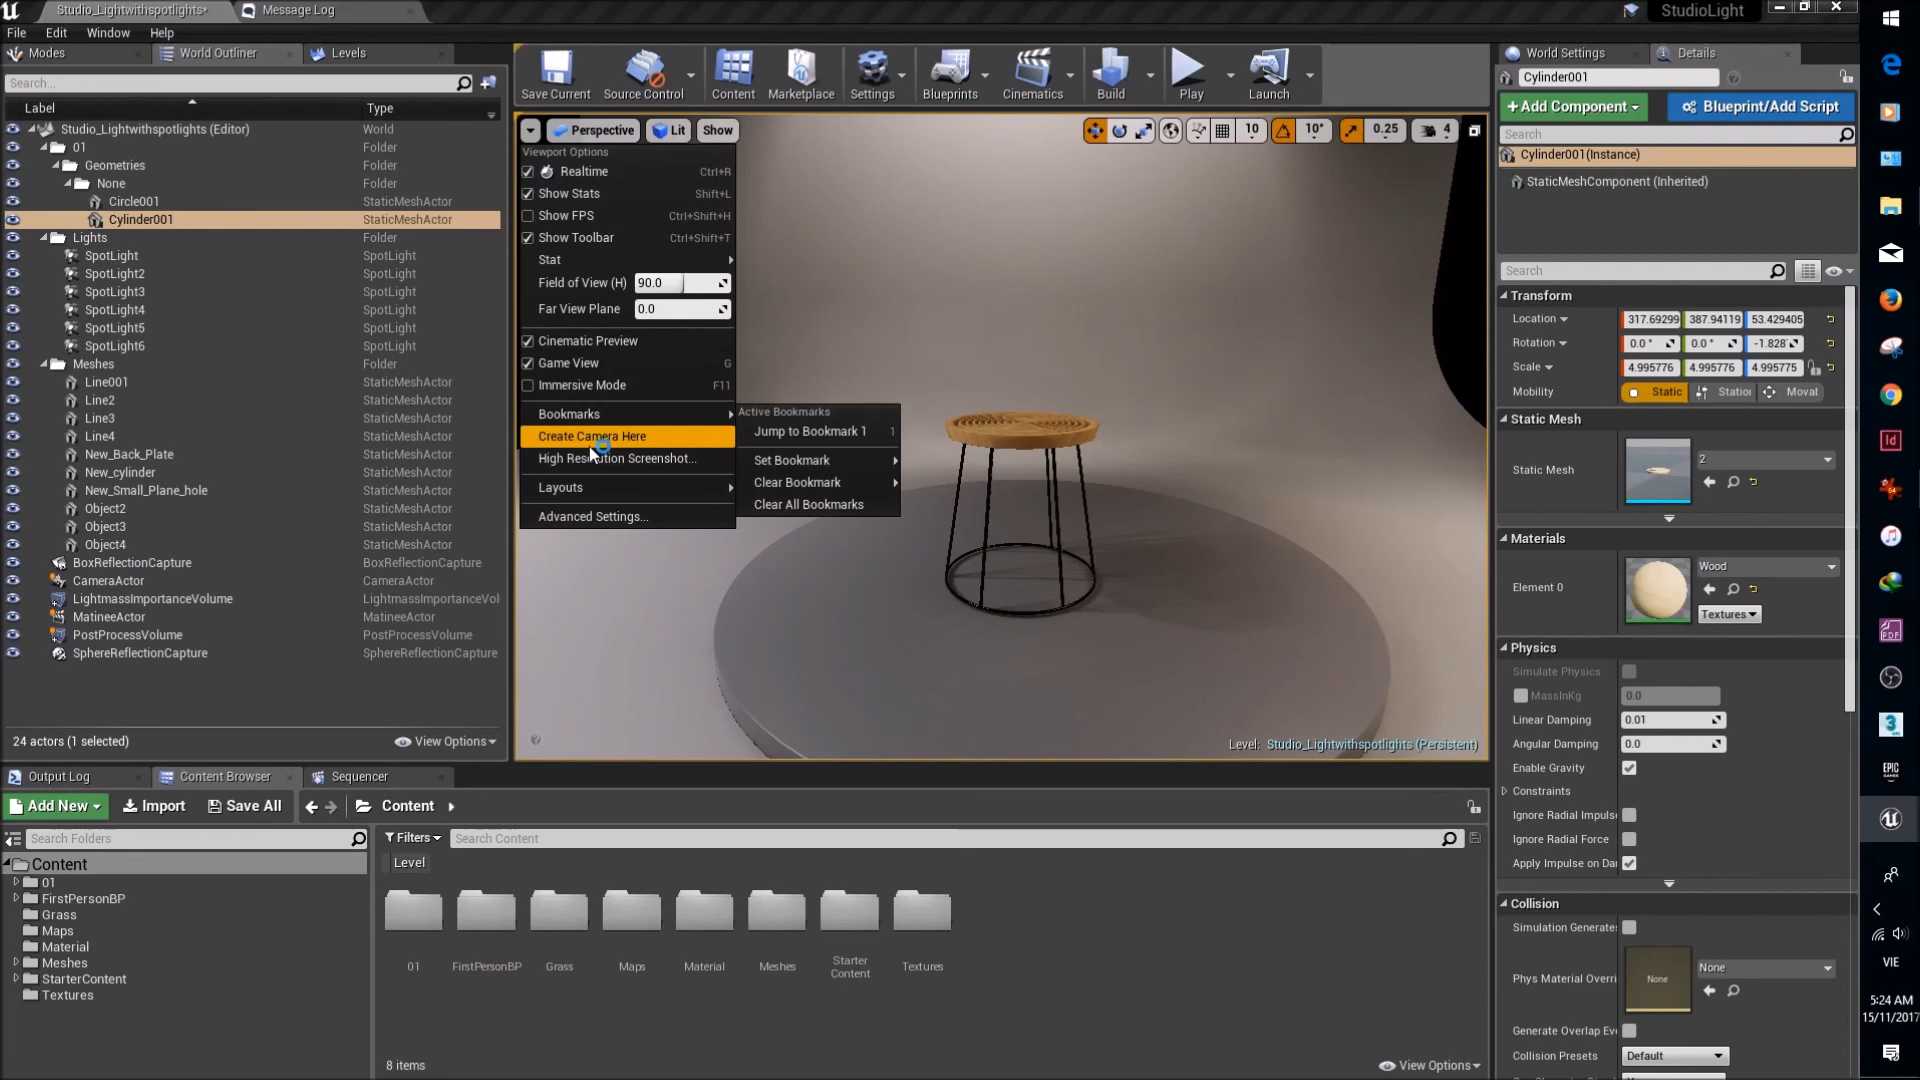 Studio_Lightwithspotlights*
Message Log
StudioLight
File Edit Window Help
Modes World Outliner Levels
Search...
Label Type
Studio_Lightwithspotlights (Editor) World
01 Folder
Geometries Folder
None Folder
Circle001 StaticMeshActor
Cylinder001 StaticMeshActor
Lights Folder
SpotLight SpotLight
SpotLight2 SpotLight
SpotLight3 SpotLight
SpotLight4 SpotLight
SpotLight5 SpotLight
SpotLight6 SpotLight
Meshes Folder
Line001 StaticMeshActor
Line2 StaticMeshActor
Line3 StaticMeshActor
Line4 StaticMeshActor
New_Back_Plate StaticMeshActor
New_cylinder StaticMeshActor
New_Small_Plane_hole StaticMeshActor
Object2 StaticMeshActor
Object3 StaticMeshActor
Object4 StaticMeshActor
BoxReflectionCapture BoxReflectionCapture
CameraActor CameraActor
LightmassImportanceVolume LightmassImportanceVol
MatineeActor MatineeActor
PostProcessVolume PostProcessVolume
SphereReflectionCapture SphereReflectionCapture
24 actors (1 selected) View Options
Save Current Source Control Content Marketplace Settings Blueprints Cinematics Build Play Launch
Perspective Lit Show 10 10° 0.25 4
Viewport Options
Realtime Ctrl+R
Show Stats Shift+L
Show FPS Ctrl+Shift+H
Show Toolbar Ctrl+Shift+T
Stat
Field of View (H) 90.0
Far View Plane 0.0
Cinematic Preview
Game View G
Immersive Mode F11
Bookmarks
Create Camera Here
High Resolution Screenshot...
Layouts
Advanced Settings...
Active Bookmarks
Jump to Bookmark 1 1
Set Bookmark
Clear Bookmark
Clear All Bookmarks
Level: Studio_Lightwithspotlights (Persistent)
World Settings Details
Cylinder001
+Add Component Blueprint/Add Script
Search
Cylinder001(Instance)
StaticMeshComponent (Inherited)
Search
Transform
Location 317.69299 387.94119 53.429405
Rotation 0.0° 0.0° -1.828°
Scale 4.995776 4.995776 4.995775
Mobility Static Station Moval
Static Mesh
Static Mesh 2
Materials
Element 0 Wood
Textures
Physics
Simulate Physics
MassInKg 0.0
Linear Damping 0.01
Angular Damping 0.0
Enable Gravity
Constraints
Ignore Radial Impulse
Ignore Radial Force
Apply Impulse on Da
Collision
Simulation Generates
Phys Material Overri None None
Generate Overlap Eve
Collision Presets Default
Output Log Content Browser Sequencer
Add New Import Save All Content
Search Folders
Filters Search Content
Level
Content
01
FirstPersonBP
Grass
Maps
Material
Meshes
StarterContent
Textures
01 FirstPersonBP Grass Maps Material Meshes Starter Content Textures
8 items View Options
Id
64
PDF
3
EPIC
GAMES
VIE
5:24 AM
15/11/2017